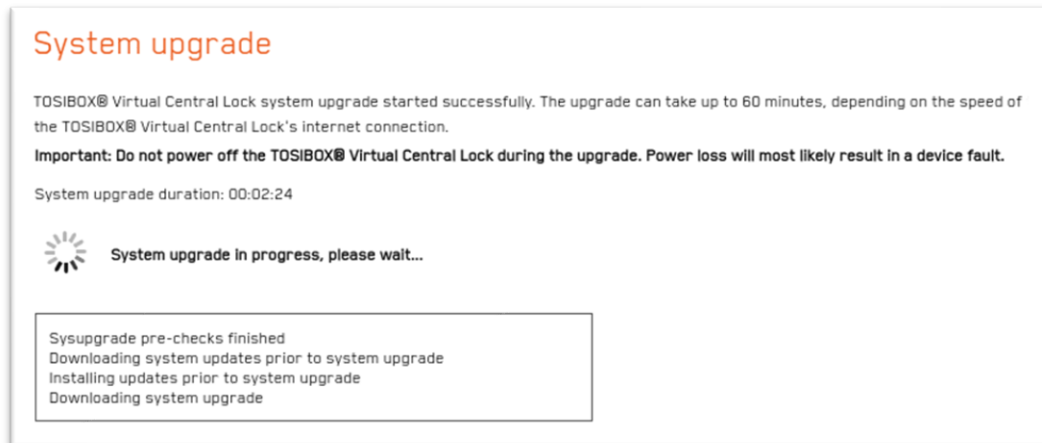 System upgrade
TOSIBOX® Virtual Central Lock system upgrade started successfully. The upgrade can take up to 60 minutes, depending on the speed of
the TOSIBOX® Virtual Central Lock's internet connection.
Important: Do not power off the TOSIBOX® Virtual Central Lock during the upgrade. Power loss will most likely result in a device fault.
System upgrade duration: 00:02:24
System upgrade in progress, please wait...
Sysupgrade pre-checks finished
Downloading system updates prior to system upgrade
Installing updates prior to system upgrade
Downloading system upgrade